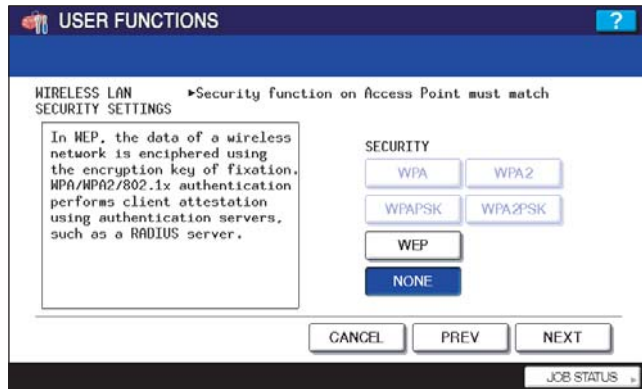 USER FUNCTIONS
?
WIRELESS LAN ►Security function on Access Point must match
SECURITY SETTINGS
In WEP, the data of a wireless
network is enciphered using
the encryption key of fixation.
WPA/WPA2/802.1x authentication
performs client attestation
using authentication servers,
such as a RADIUS server.
SECURITY
WPA WPA2
WPAPSK WPA2PSK
WEP
NONE
CANCEL PREV NEXT
JOB STATUS